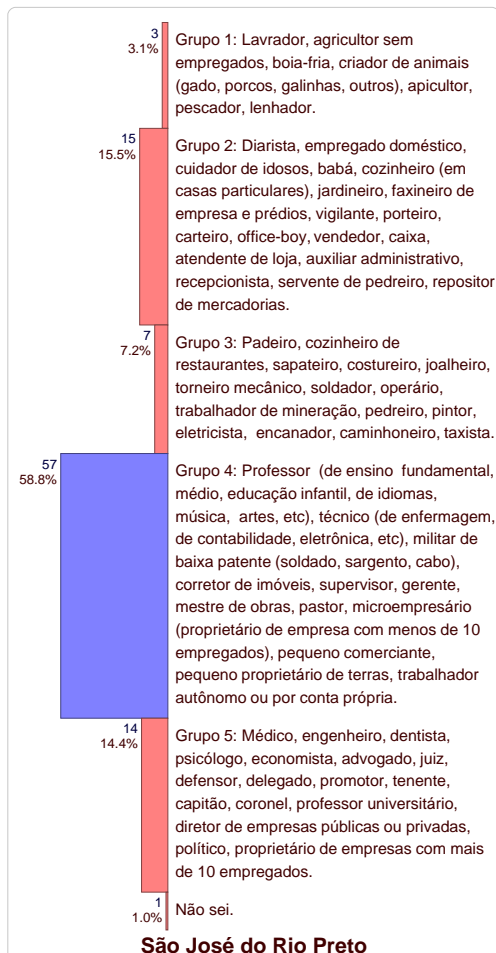 3
3.1%
Grupo 1: Lavrador, agricultor sem
empregados, boia-fria, criador de animais
(gado, porcos, galinhas, outros), apicultor,
pescador, lenhador.
15
15.5%
Grupo 2: Diarista, empregado doméstico,
cuidador de idosos, babá, cozinheiro (em
casas particulares), jardineiro, faxineiro de
empresa e prédios, vigilante, porteiro,
carteiro, office-boy, vendedor, caixa,
atendente de loja, auxiliar administrativo,
recepcionista, servente de pedreiro, repositor
de mercadorias.
7
7.2%
Grupo 3: Padeiro, cozinheiro de
restaurantes, sapateiro, costureiro, joalheiro,
torneiro mecânico, soldador, operário,
trabalhador de mineração, pedreiro, pintor,
eletricista, encanador, caminhoneiro, taxista.
57
58.8%
Grupo 4: Professor (de ensino fundamental,
médio, educação infantil, de idiomas,
música, artes, etc), técnico (de enfermagem,
de contabilidade, eletrônica, etc), militar de
baixa patente (soldado, sargento, cabo),
corretor de imóveis, supervisor, gerente,
mestre de obras, pastor, microempresário
(proprietário de empresa com menos de 10
empregados), pequeno comerciante,
pequeno proprietário de terras, trabalhador
autônomo ou por conta própria.
14
14.4%
Grupo 5: Médico, engenheiro, dentista,
psicólogo, economista, advogado, juiz,
defensor, delegado, promotor, tenente,
capitão, coronel, professor universitário,
diretor de empresas públicas ou privadas,
político, proprietário de empresas com mais
de 10 empregados.
1
1.0%
Não sei.
São José do Rio Preto